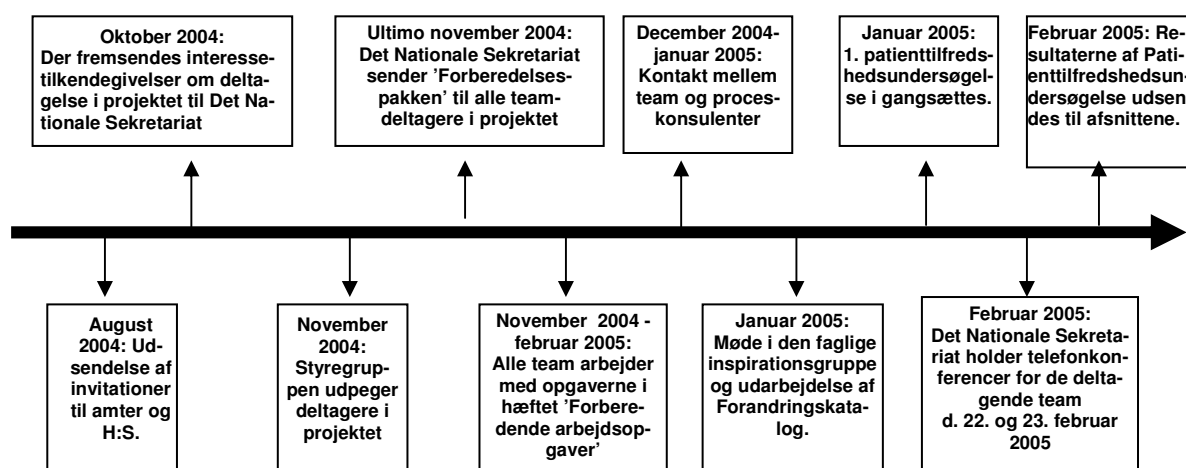 Oktober 2004:
Der fremsendes interesse-
tilkendegivelser om delta-
gelse i projektet til Det Na-
tionale Sekretariat
Ultimo november 2004:
Det Nationale Sekretariat
sender ’Forberedelses-
pakken’ til alle team-
deltagere i projektet
December 2004-
januar 2005:
Kontakt mellem
team og proces-
konsulenter
Januar 2005:
1. patienttilfreds-
hedsundersøgel-
se i gangsættes.
Februar 2005: Re-
sultaterne af Pati-
enttilfredshedsun-
dersøgelse udsen
des til afsnittene.
August
2004: Ud-
sendelse af
invitationer
til amter og
H:S.
November
2004:
Styregrup-
pen udpeger
deltagere i
projektet
November 2004 -
februar 2005:
Alle team arbejder
med opgaverne i
hæftet ’Forbere-
dende arbejdsop-
gaver’
Januar 2005:
Møde i den faglige
inspirationsgruppe
og udarbejdelse af
Forandringskata-
log.
Februar 2005:
Det Nationale Sekre-
tariat holder telefonkon-
ferencer for de delta-
gende team
d. 22. og 23. februar
2005